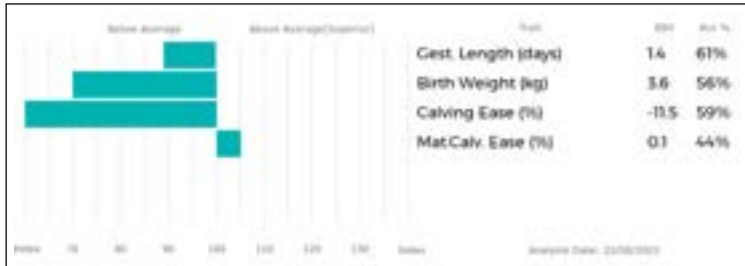 Below Average Above Average(Superior) Trait EBV Acc %
Gest. Length (days) 1.4 61%
Birth Weight (kg) 3.6 56%
Calving Ease (%) -11.5 59%
Mat.Calv. Ease (%) 0.1 44%
Index 70 80 90 100 110 120 130 Index Analysis Date: